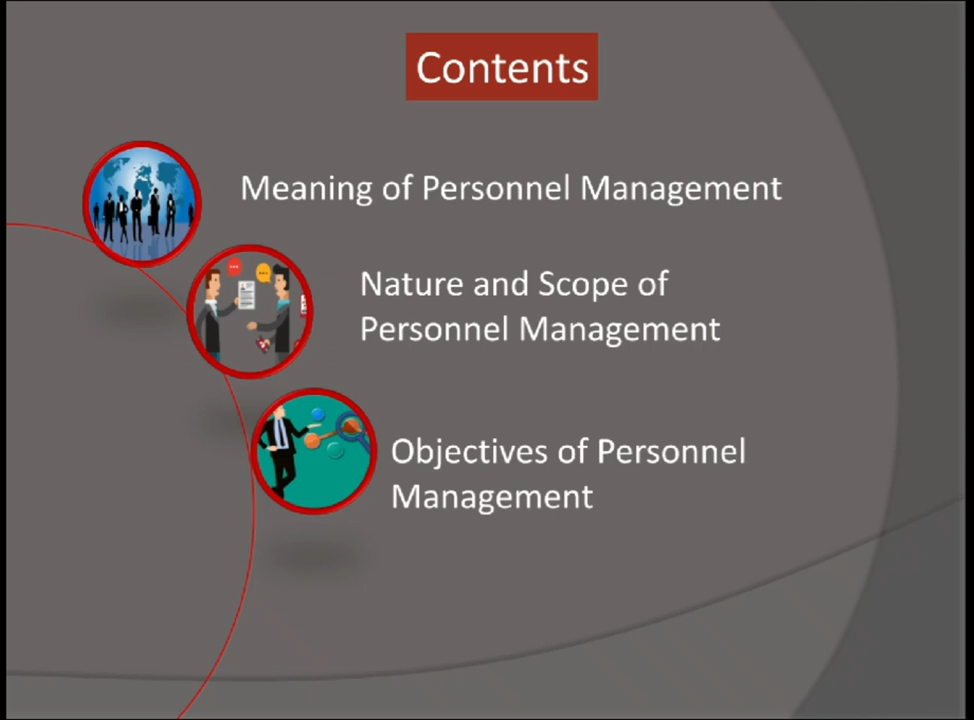 Contents
Meaning of Personnel Management
Nature and Scope of
Personnel Management
Objectives of Personnel
Management